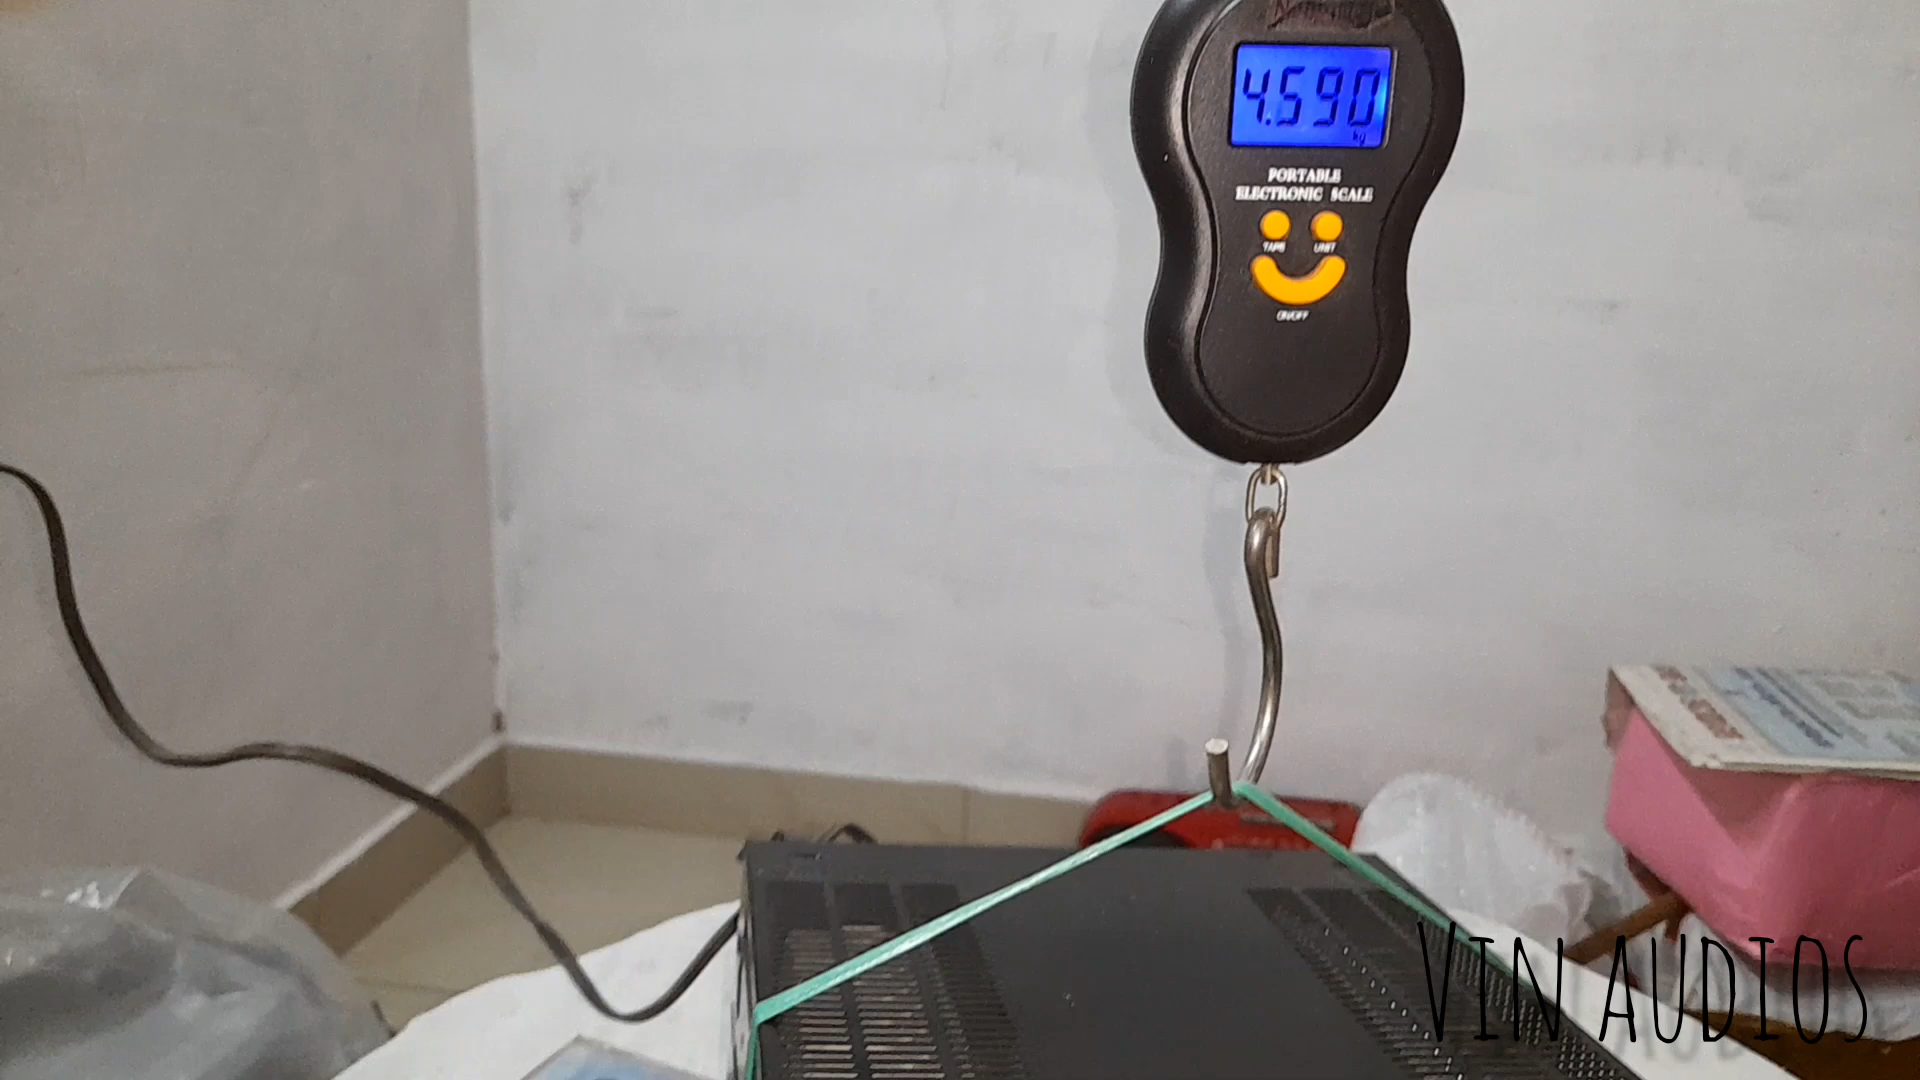 4.590
kg
PORTABLE
ELECTRONIC SCALE
TARE UNIT
ON/OFF
VIN AUDIOS